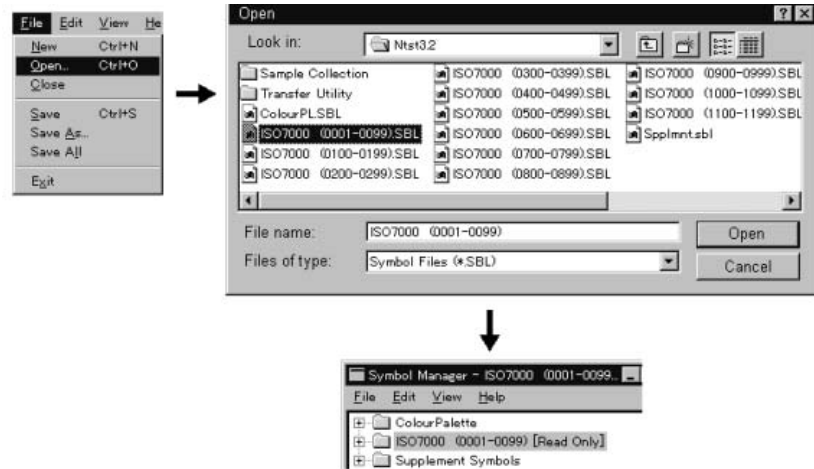 File Edit View He
New Ctrl+N
Open.. Ctrl+O
Close
Save Ctrl+S
Save As..
Save All
Exit
Open
Look in: Ntst3.2
Sample Collection
Transfer Utility
ColourPL.SBL
ISO7000 (0001-0099).SBL
ISO7000 (0100-0199).SBL
ISO7000 (0200-0299).SBL
ISO7000 (0300-0399).SBL
ISO7000 (0400-0499).SBL
ISO7000 (0500-0599).SBL
ISO7000 (0600-0699).SBL
ISO7000 (0700-0799).SBL
ISO7000 (0800-0899).SBL
ISO7000 (0900-0999).SBL
ISO7000 (1000-1099).SBL
ISO7000 (1100-1199).SBL
Spplmnt.sbl
File name: ISO7000 (0001-0099)
Open
Files of type: Symbol Files (*.SBL)
Cancel
Symbol Manager - ISO7000 (0001-0099..
File Edit View Help
ColourPalette
ISO7000 (0001-0099) [Read Only]
Supplement Symbols